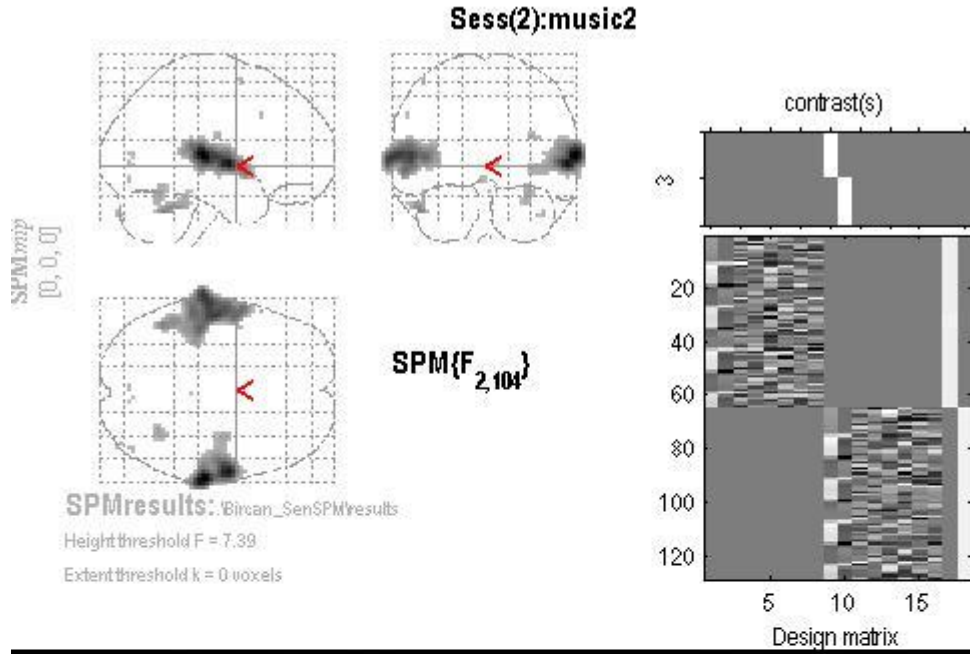 Sess(2):music2
contrast(s)
3
SPMmip
[0, 0, 0]
20
40
60
80
100
120
SPM{F2,104}
SPMresults: .\Bircan_SenSPM\results
Height threshold F = 7.39
Extent threshold k = 0 voxels
5 10 15
Design matrix